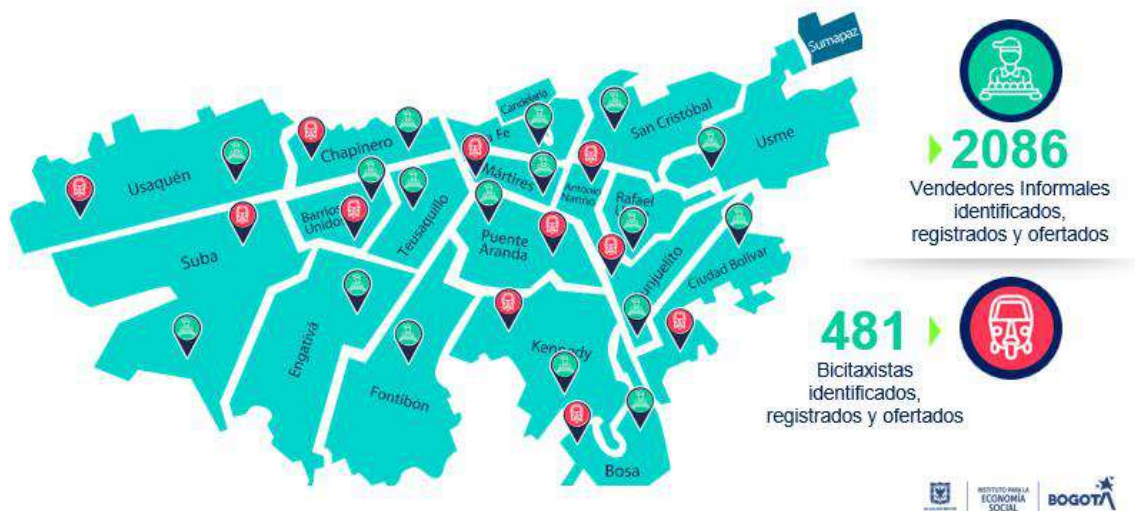 Sumapaz
Candelaria
Fe
San Cristóbal
Usme
Chapinero
Usaquén
Mártires
Antonio
Nariño
Rafael
Barrios
Unidos
Teusaquillo
Puente
Aranda
Suba
Ciudad Bolívar
Engativá
Fontibón
Kennedy
Bosa
2086
Vendedores Informales
identificados,
registrados y ofertados
481
Bicitaxistas
identificados,
registrados y ofertados
INSTITUTO PARA LA
ECONOMÍA
SOCIAL
BOGOTÁ